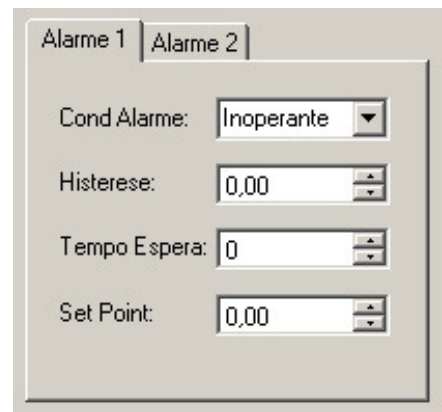 Alarme 1 Alarme 2
Cond Alarme: Inoperante
Histerese: 0,00
Tempo Espera: 0
Set Point: 0,00